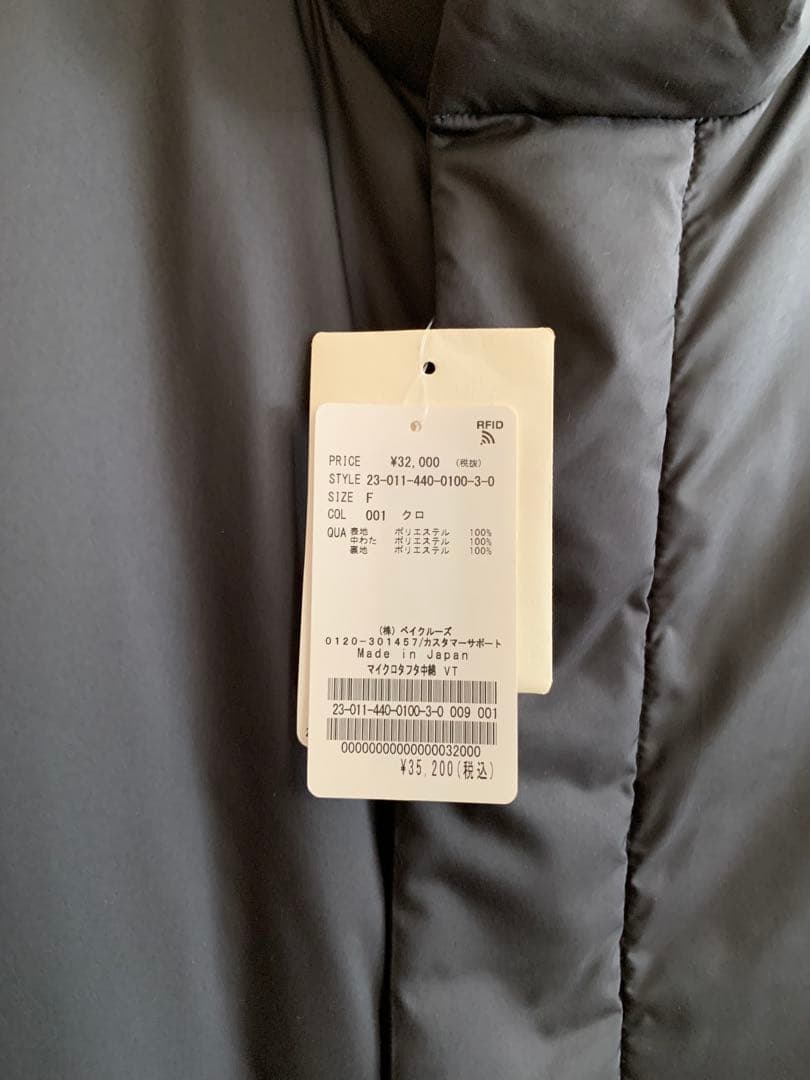 RFID
PRICE ¥32,000 (税抜)
STYLE 23-011-440-0100-3-0
SIZE F
COL 001 クロ
QUA 表地 ポリエステル 100%
中わた ポリエステル 100%
裏地 ポリエステル 100%
(株) ベイクルーズ
0120-301457/カスタマーサポート
Made in Japan
マイクロタフタ中綿 VT
23-011-440-0100-3-0 009 001
00000000000000032000
¥35,200(税込)